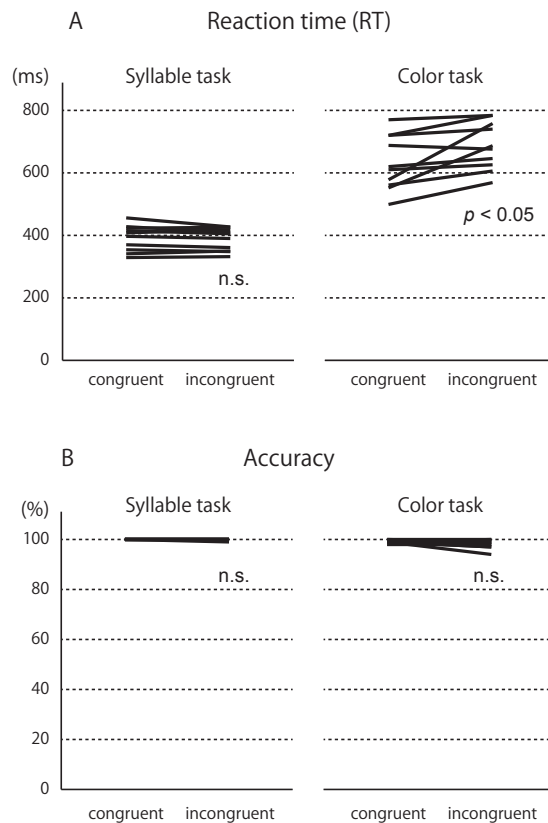 A Reaction time (RT)
(ms) Syllable task Color task
800
600
p < 0.05
400
n.s.
200
0
congruent incongruent congruent incongruent
B Accuracy
(%) Syllable task Color task
100
n.s. n.s.
80
60
40
20
0
congruent incongruent congruent incongruent